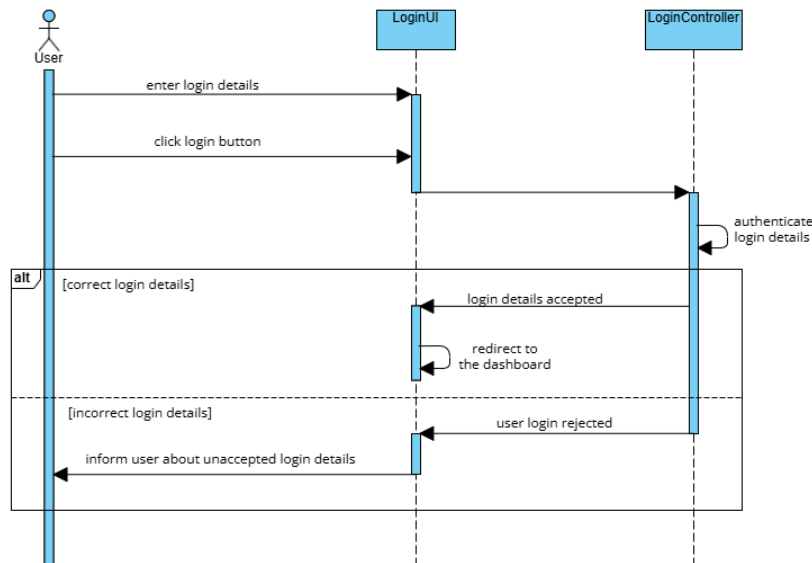 LoginUI
LoginController
User
enter login details
click login button
authenticate
login details
alt
[correct login details]
login details accepted
redirect to
the dashboard
[incorrect login details]
user login rejected
inform user about unaccepted login details